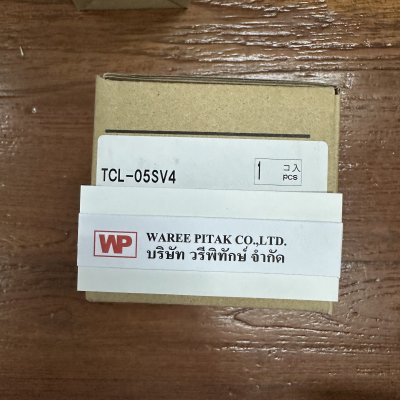 TCL-05SV4
1 コ入
pcs
WP WAREE PITAK CO.,LTD.
บริษัท วรีพิทักษ์ จำกัด